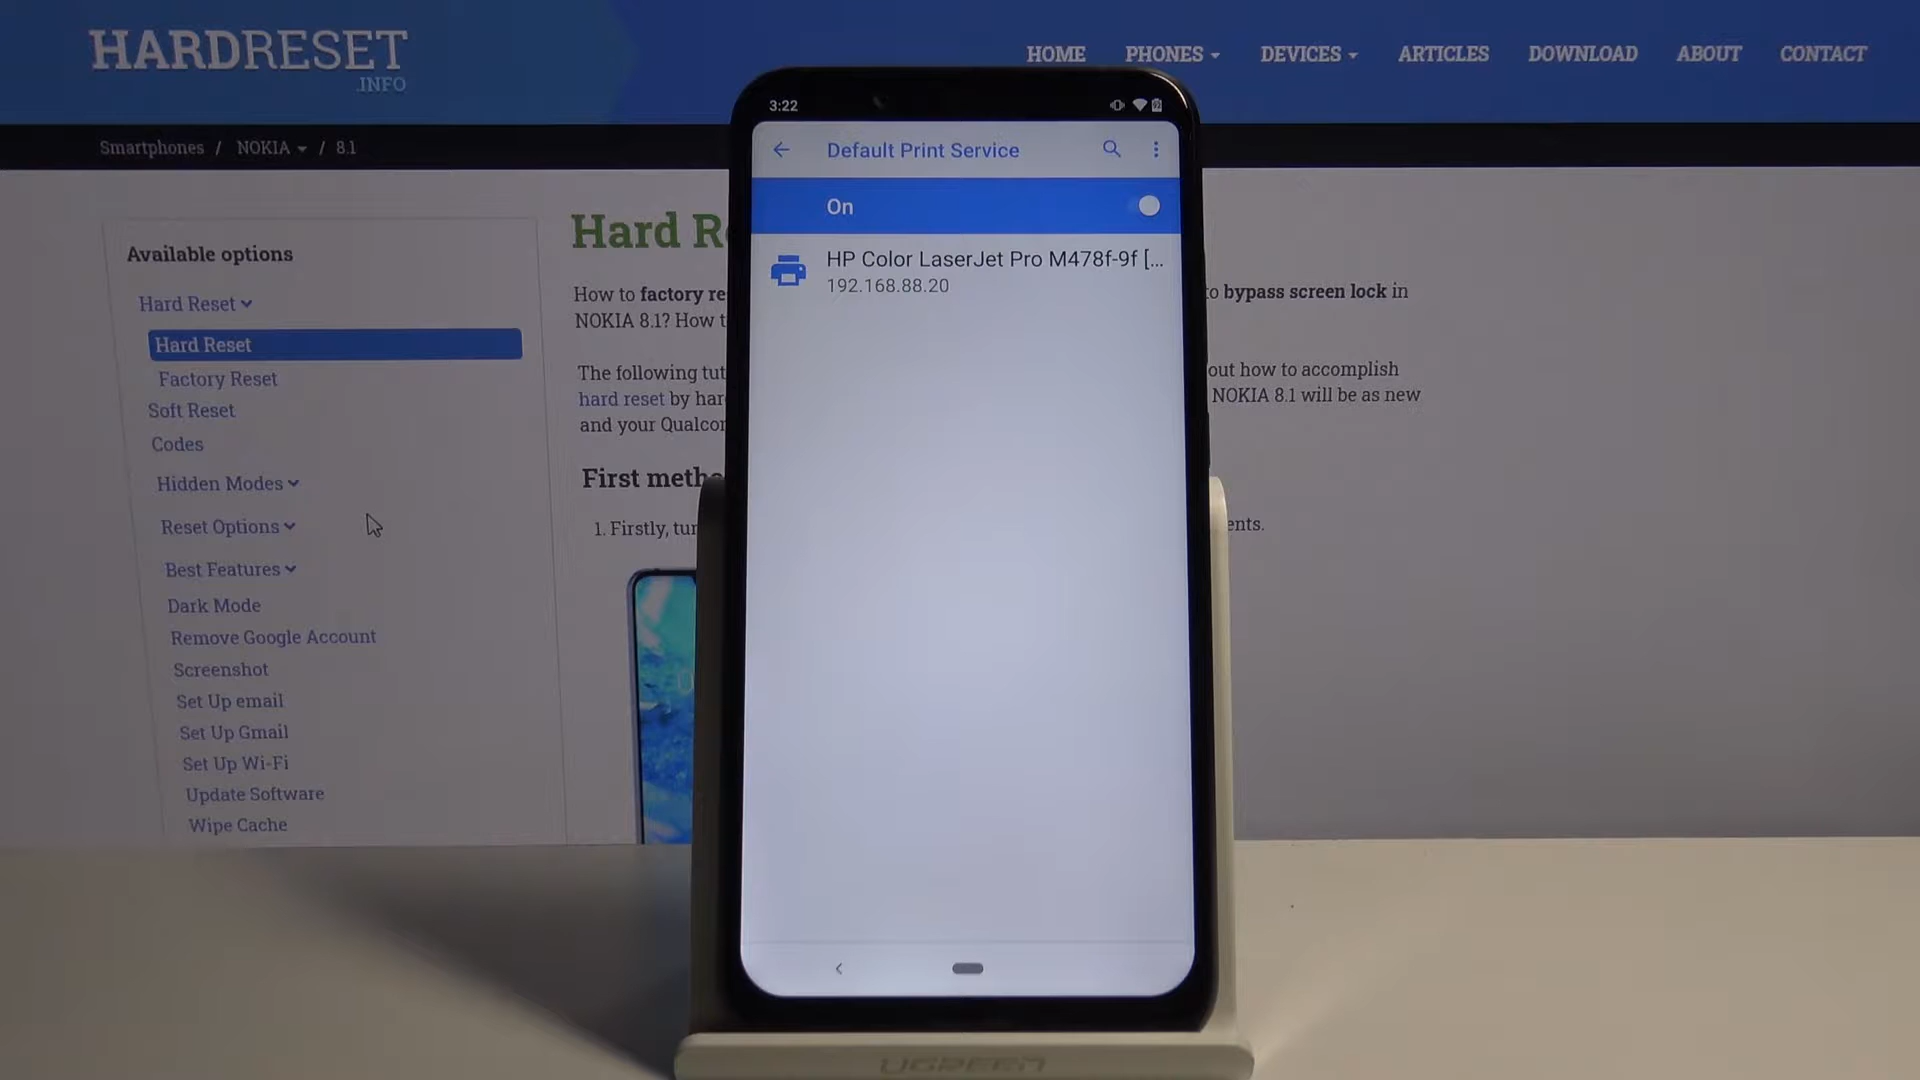 HARDRESET
.INFO
HOME PHONES DEVICES ARTICLES DOWNLOAD ABOUT CONTACT
Smartphones / NOKIA / 8.1
Available options
Hard Reset
Hard Reset
Factory Reset
Soft Reset
Codes
Hidden Modes
Reset Options
Best Features
Dark Mode
Remove Google Account
Screenshot
Set Up email
Set Up Gmail
Set Up Wi-Fi
Update Software
Wipe Cache
Hard R
How to factory re
to bypass screen lock in
NOKIA 8.1? How t
The following tut
out how to accomplish
hard reset by har
NOKIA 8.1 will be as new
and your Qualcon
First meth
1. Firstly, tur
ents.
3:22
Default Print Service
On
HP Color LaserJet Pro M478f-9f [...
192.168.88.20
UGREEN